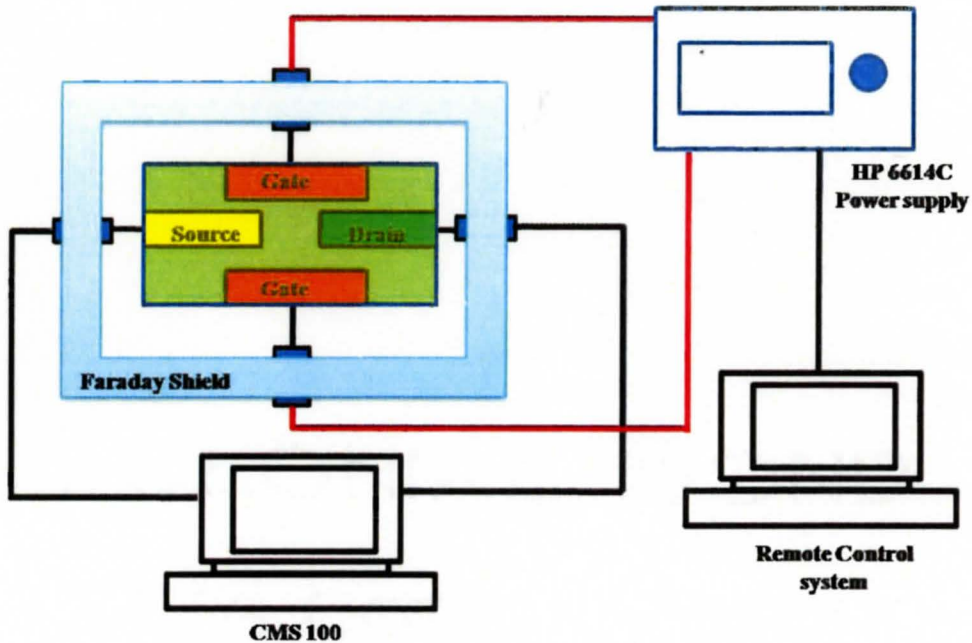 Gate
Source
Drain
Gate
Faraday Shield
HP 6614C
Power supply
Remote Control
system
CMS 100